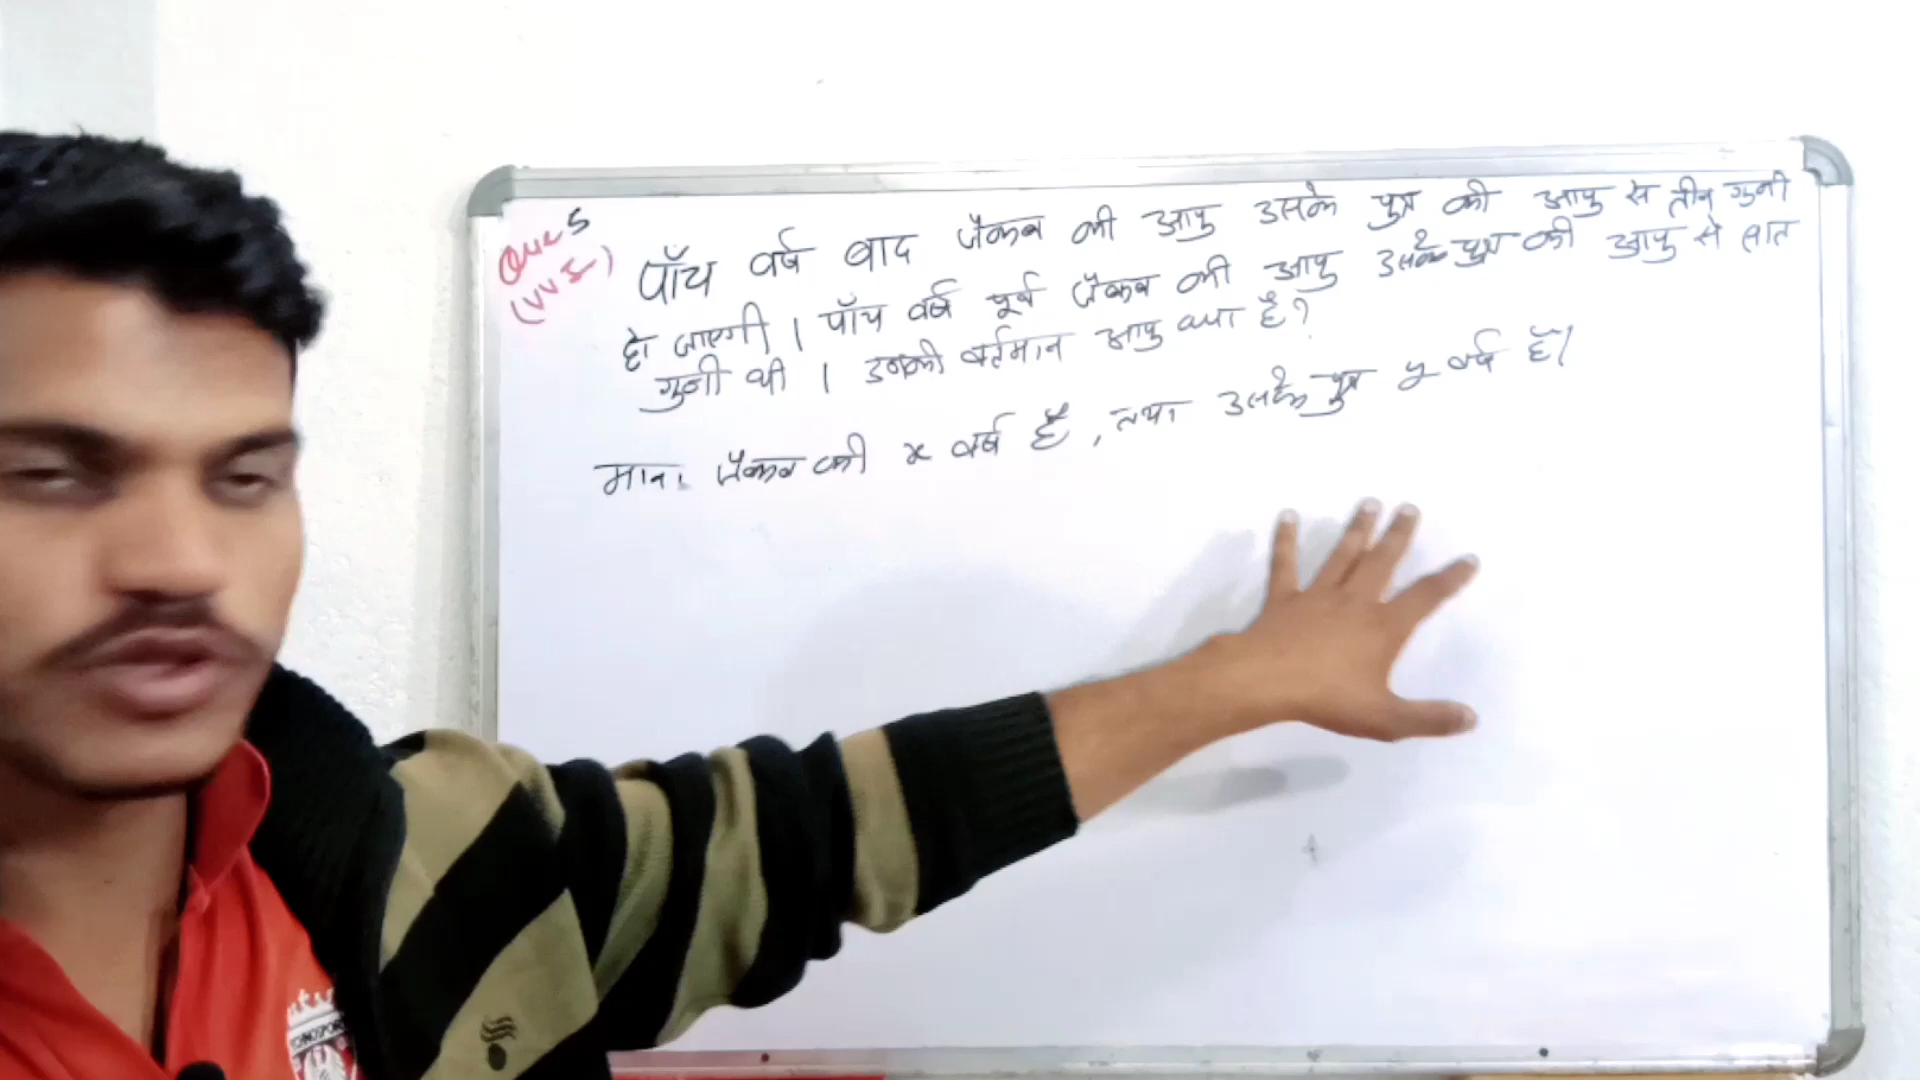 Ques
(VVI)
5
पाँच वर्ष बाद जैकब की आयु उसके पुत्र की आयु से तीन गुनी
हो जाएगी । पाँच वर्ष पूर्व जैकब की आयु उसके पुत्र की आयु से सात
गुनी थी । उनकी वर्तमान आयु क्या है ?
माना जैकब की x वर्ष है , तथा उसके पुत्र y वर्ष है।